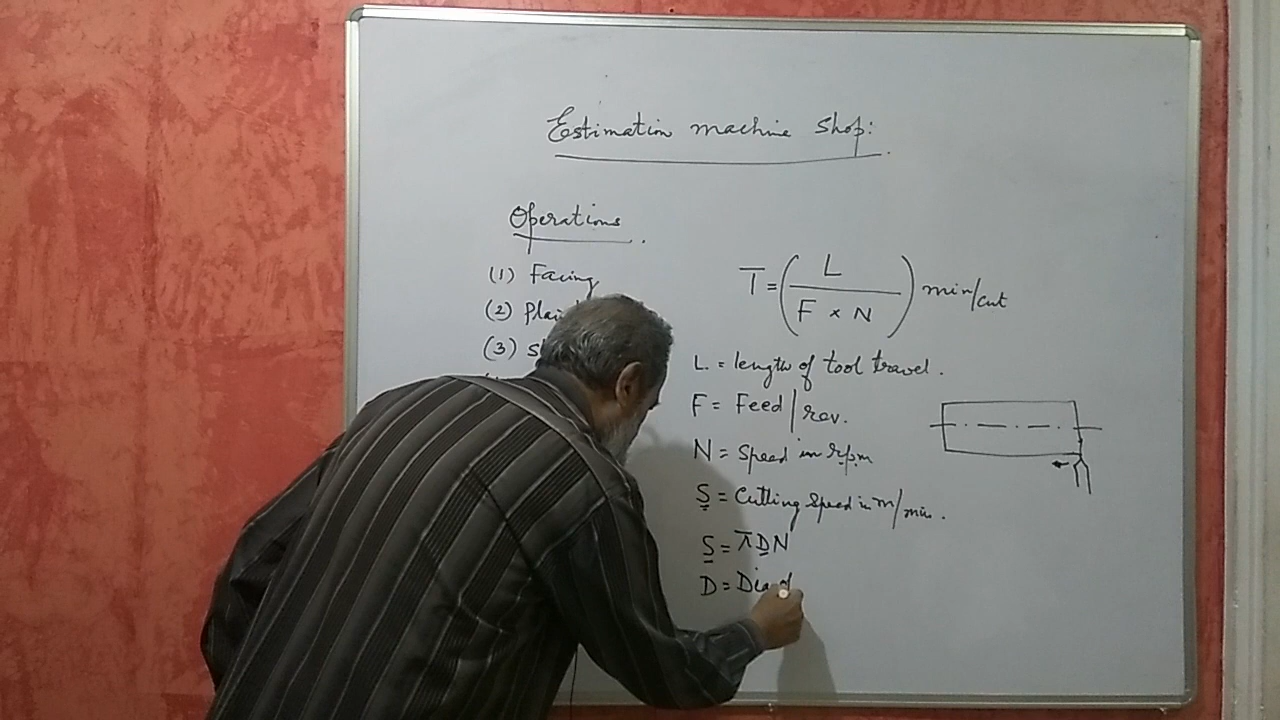 Estimation machine shop:
Operations
(1) Facing
(2) Plai
(3) S
T = ( L / F × N ) min/cut
L = length of tool travel.
F = Feed / rev.
N = Speed in r.p.m
S = Cutting speed in m/min.
S = πDN
D = Dia of